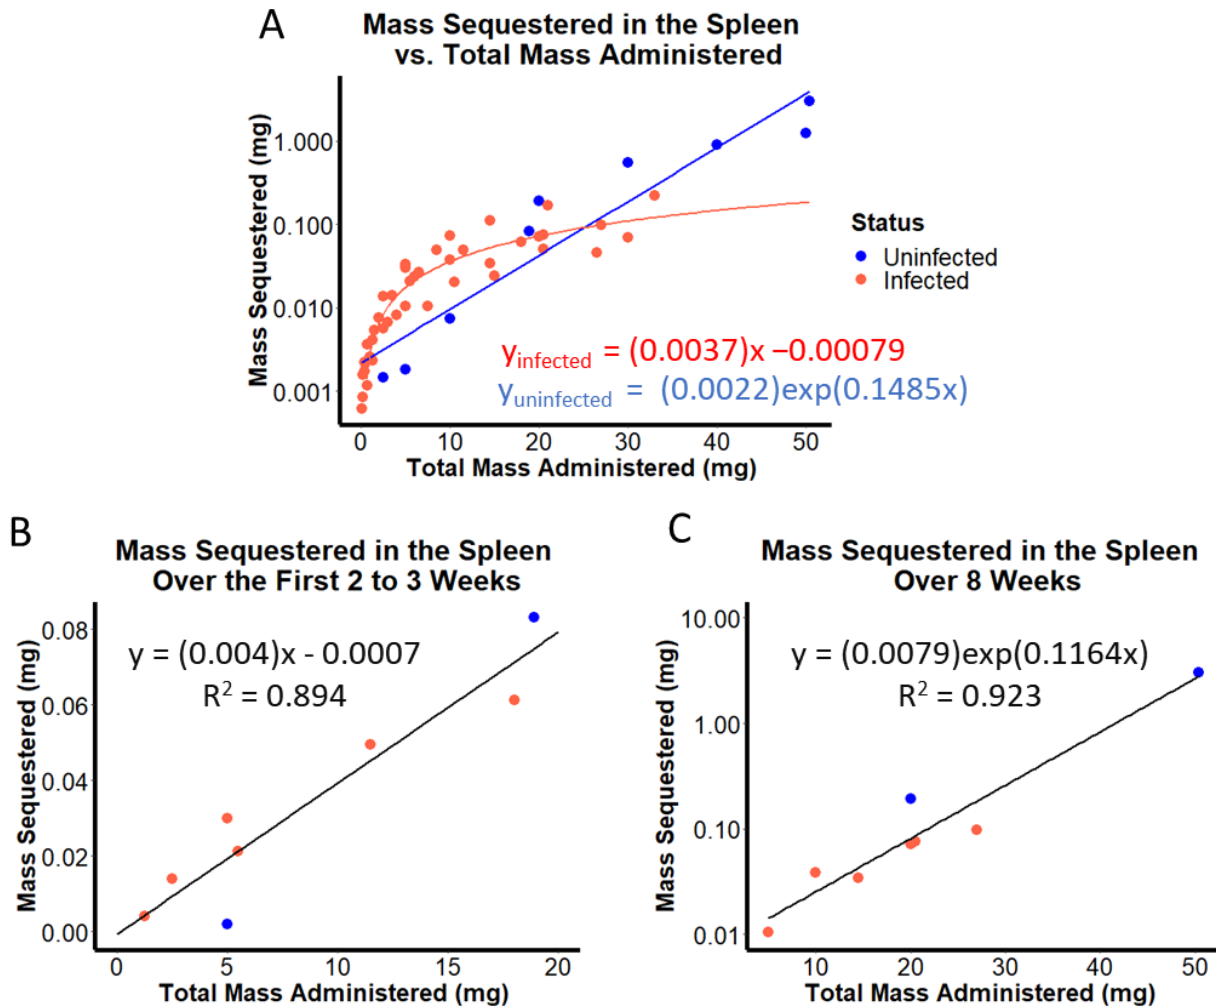 A
Mass Sequestered in the Spleen
vs. Total Mass Administered
Mass Sequestered (mg)
1.000
0.100
0.010
0.001
0 10 20 30 40 50
Total Mass Administered (mg)
Status
Uninfected
Infected
y_infected = (0.0037)x −0.00079
y_uninfected = (0.0022)exp(0.1485x)
B
Mass Sequestered in the Spleen
Over the First 2 to 3 Weeks
Mass Sequestered (mg)
0.08
0.06
0.04
0.02
0.00
y = (0.004)x - 0.0007
R² = 0.894
0 5 10 15 20
Total Mass Administered (mg)
C
Mass Sequestered in the Spleen
Over 8 Weeks
Mass Sequestered (mg)
10.00
1.00
0.10
0.01
y = (0.0079)exp(0.1164x)
R² = 0.923
10 20 30 40 50
Total Mass Administered (mg)